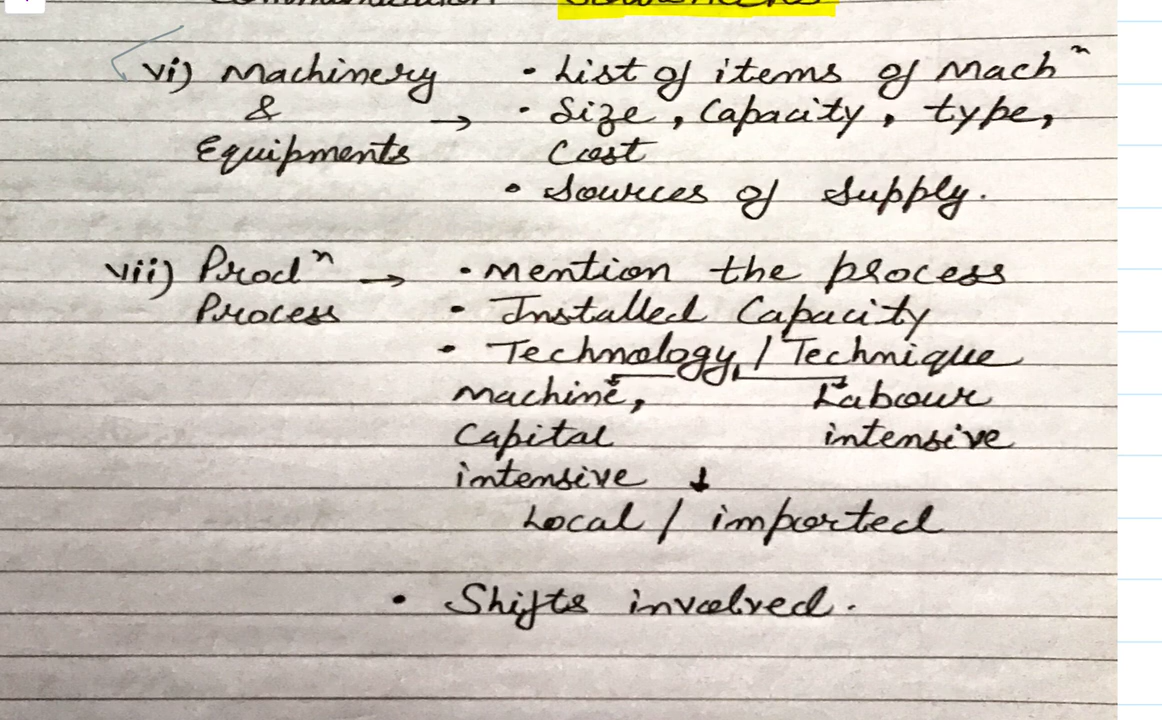 vi) Machinery • List of items of Machⁿ
& → • Size, Capacity, type,
Equipments Cost
• Sources of Supply.
vii) Prodⁿ → • Mention the process
Process • Installed Capacity
• Technology / Technique
Machine, Labour
Capital intensive
intensive ↓
Local / imported
• Shifts involved.